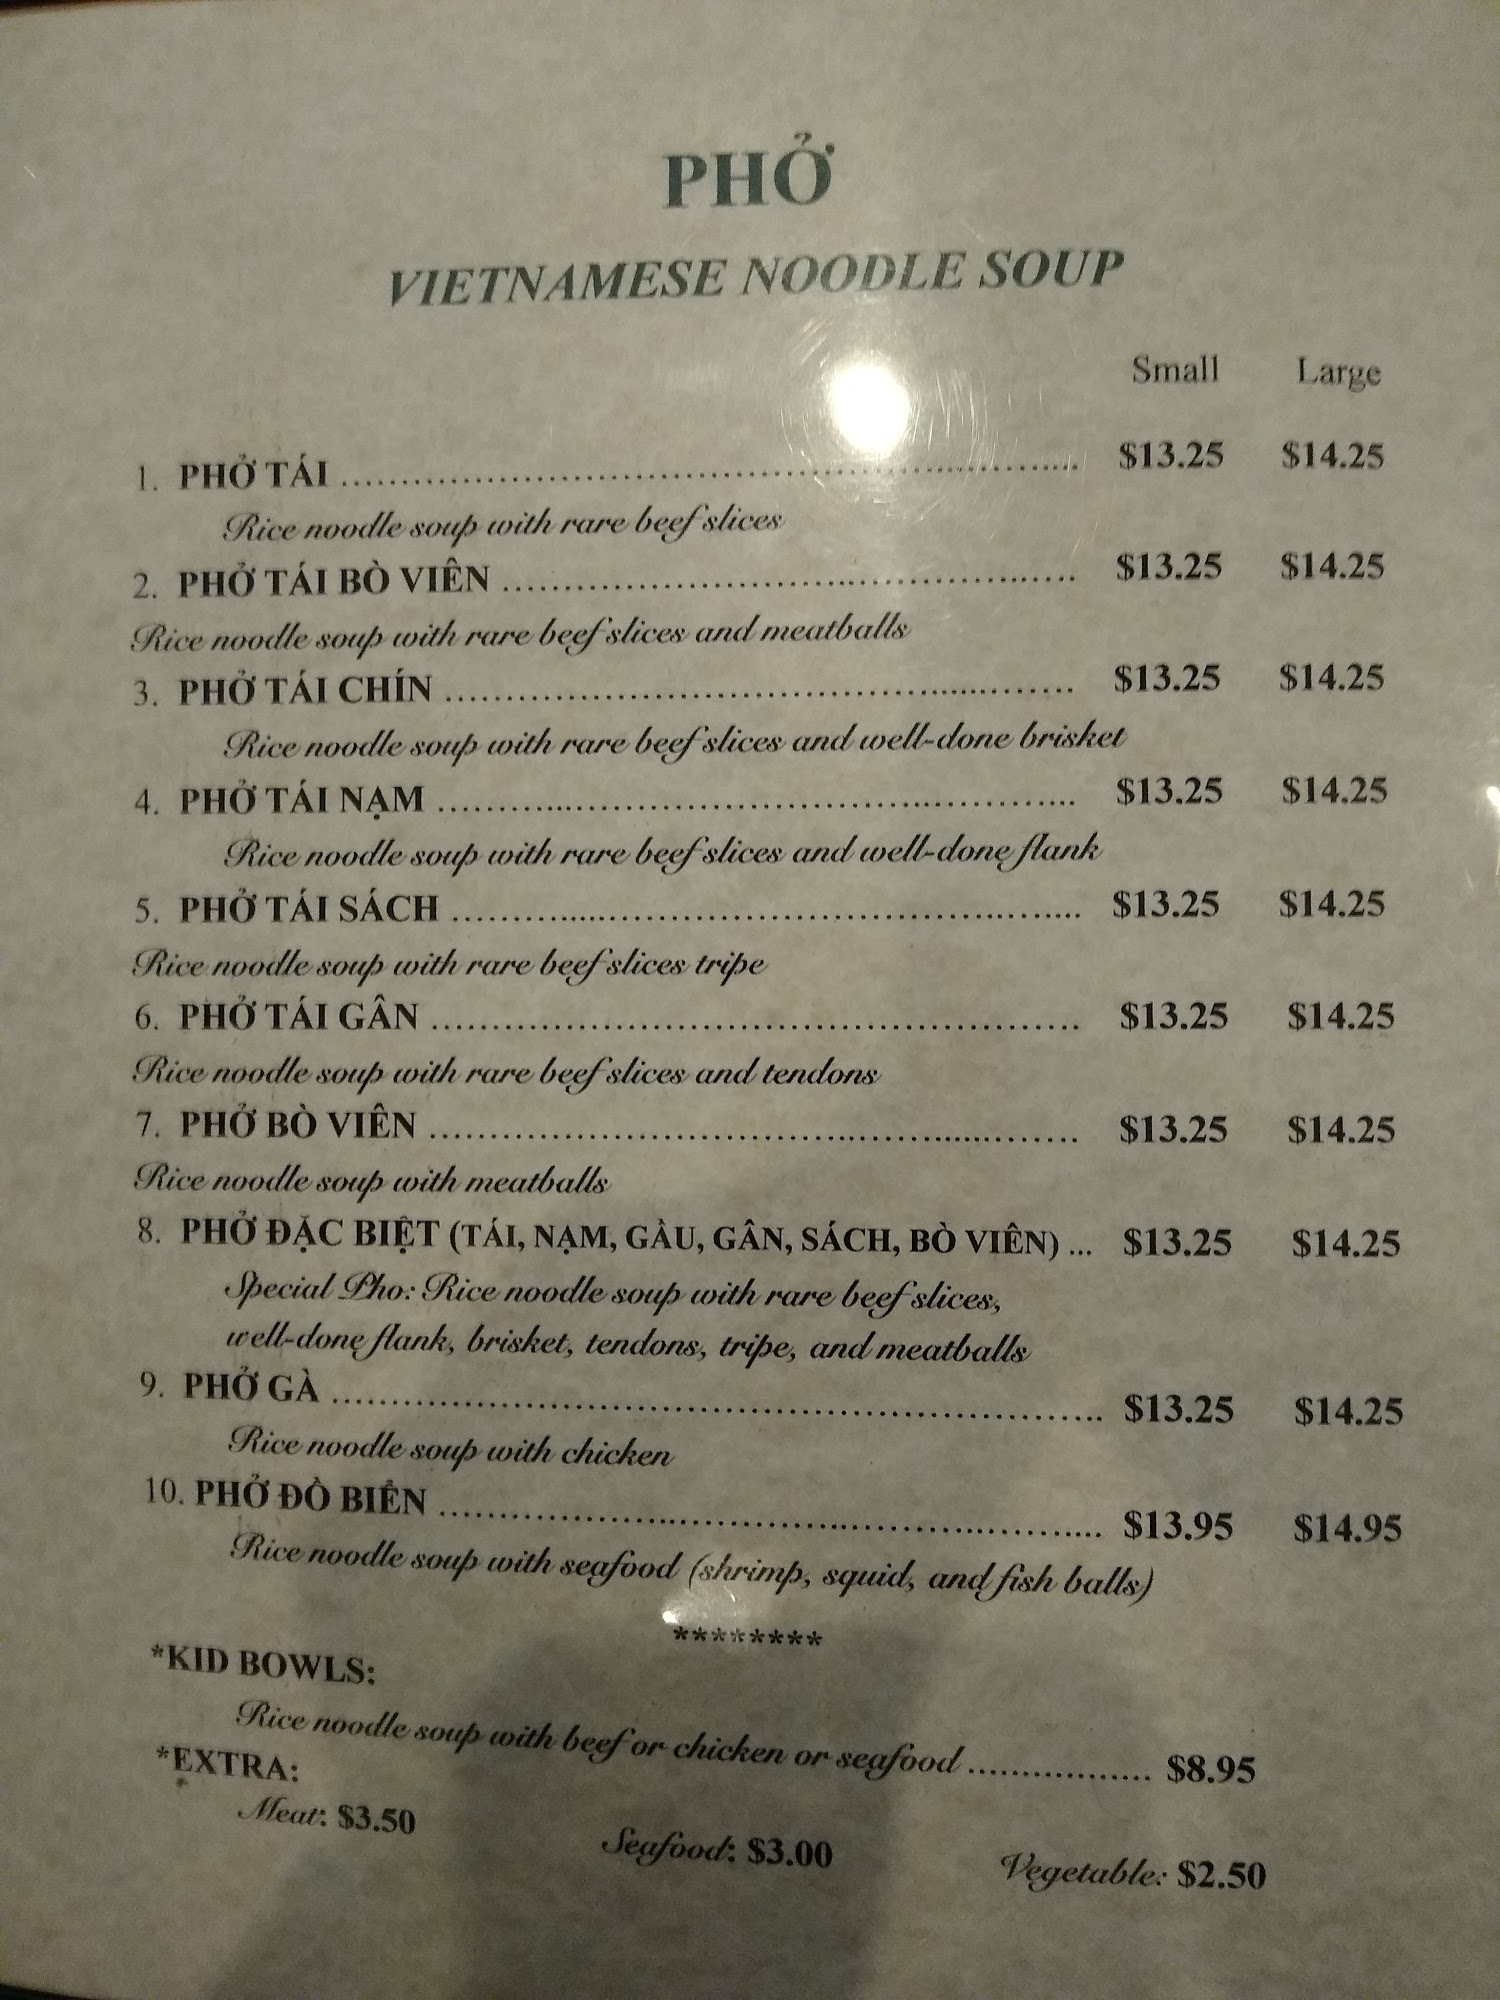 PHỞ
VIETNAMESE NOODLE SOUP
Small Large
1. PHỞ TÁI ........................................................ $13.25 $14.25
Rice noodle soup with rare beef slices
2. PHỞ TÁI BÒ VIÊN ........................................... $13.25 $14.25
Rice noodle soup with rare beef slices and meatballs
3. PHỞ TÁI CHÍN ............................................... $13.25 $14.25
Rice noodle soup with rare beef slices and well-done brisket
4. PHỞ TÁI NẠM ............................................... $13.25 $14.25
Rice noodle soup with rare beef slices and well-done flank
5. PHỞ TÁI SÁCH .............................................. $13.25 $14.25
Rice noodle soup with rare beef slices tripe
6. PHỞ TÁI GÂN ............................................... $13.25 $14.25
Rice noodle soup with rare beef slices and tendons
7. PHỞ BÒ VIÊN ............................................... $13.25 $14.25
Rice noodle soup with meatballs
8. PHỞ ĐẶC BIỆT (TÁI, NẠM, GẦU, GÂN, SÁCH, BÒ VIÊN) ... $13.25 $14.25
Special Pho: Rice noodle soup with rare beef slices,
well-done flank, brisket, tendons, tripe, and meatballs
9. PHỞ GÀ ........................................................ $13.25 $14.25
Rice noodle soup with chicken
10. PHỞ ĐÒ BIỂN ................................................ $13.95 $14.95
Rice noodle soup with seafood (shrimp, squid, and fish balls)
********
*KID BOWLS:
Rice noodle soup with beef or chicken or seafood ................. $8.95
*EXTRA:
Meat: $3.50 Seafood: $3.00 Vegetable: $2.50